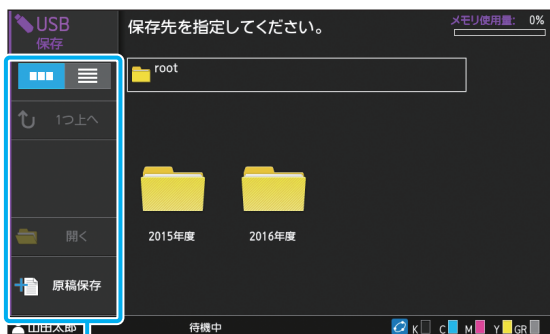 USB
保存
保存先を指定してください。
メモリ使用量: 0%
root
1つ上へ
2015年度
2016年度
開く
原稿保存
山田太郎
待機中
K C M Y GR